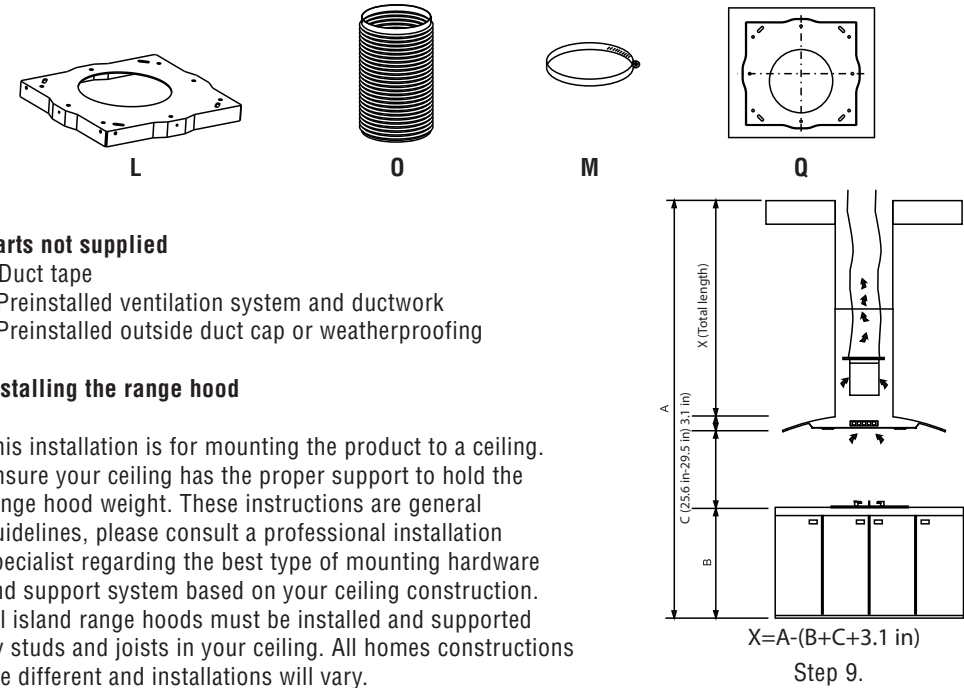 L O M Q
arts not supplied
Duct tape
Preinstalled ventilation system and ductwork
Preinstalled outside duct cap or weatherproofing
stalling the range hood
his installation is for mounting the product to a ceiling.
nsure your ceiling has the proper support to hold the
nge hood weight. These instructions are general
uidelines, please consult a professional installation
pecialist regarding the best type of mounting hardware
nd support system based on your ceiling construction.
l island range hoods must be installed and supported
y studs and joists in your ceiling. All homes constructions
e different and installations will vary.
X (Total length)
A
3.1 in)
C (25.6 in-29.5 in)
B
X=A-(B+C+3.1 in)
Step 9.